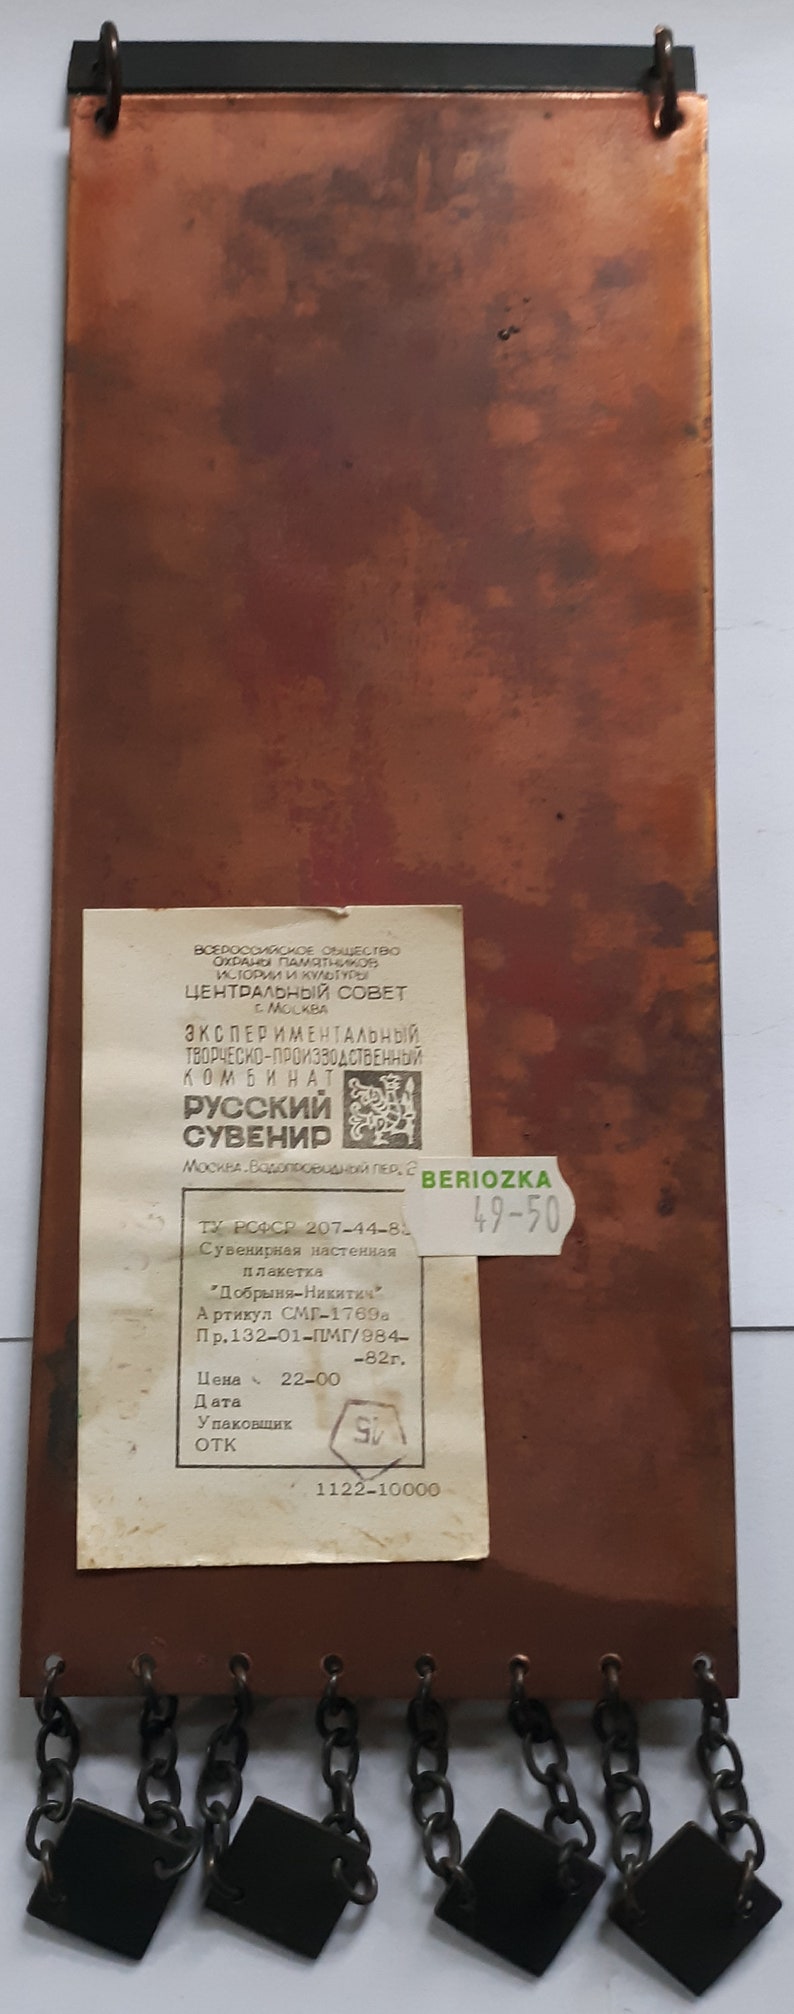 ВСЕРОССИЙСКОЕ ОБЩЕСТВО
ОХРАНЫ ПАМЯТНИКОВ
ИСТОРИИ И КУЛЬТУРЫ
ЦЕНТРАЛЬНЫЙ СОВЕТ
Г. МОСКВА
ЭКСПЕРИМЕНТАЛЬНЫЙ
ТВОРЧЕСКО-ПРОИЗВОДСТВЕННЫЙ
КОМБИНАТ
РУССКИЙ
СУВЕНИР
МОСКВА. ВОДОПРОВОДНЫЙ ПЕР. 2
BERIOZKA
49-50
ТУ РСФСР 207-44-8
Сувенирная настенная
плакетка
"Добрыня-Никитич"
Артикул СМГ-1769а
Пр.132-01-ПМГ/984-
-82г.
Цена 22-00
Дата
Упаковщик
ОТК
15
1122-10000